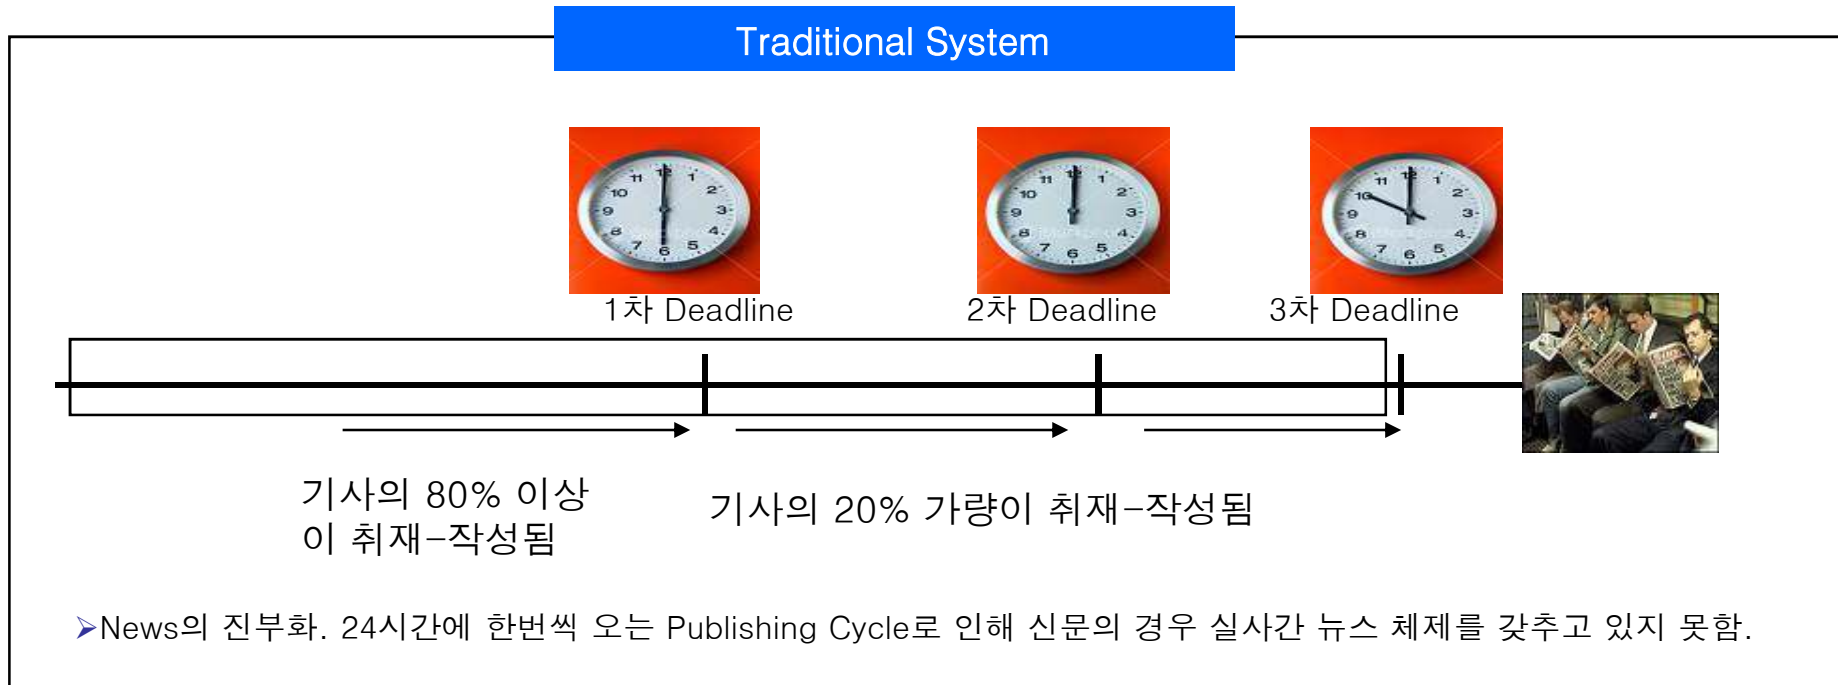 Traditional System
1차 Deadline
2차 Deadline
3차 Deadline
기사의 80% 이상
이 취재-작성됨
기사의 20% 가량이 취재-작성됨
➢News의 진부화. 24시간에 한번씩 오는 Publishing Cycle로 인해 신문의 경우 실사간 뉴스 체제를 갖추고 있지 못함.